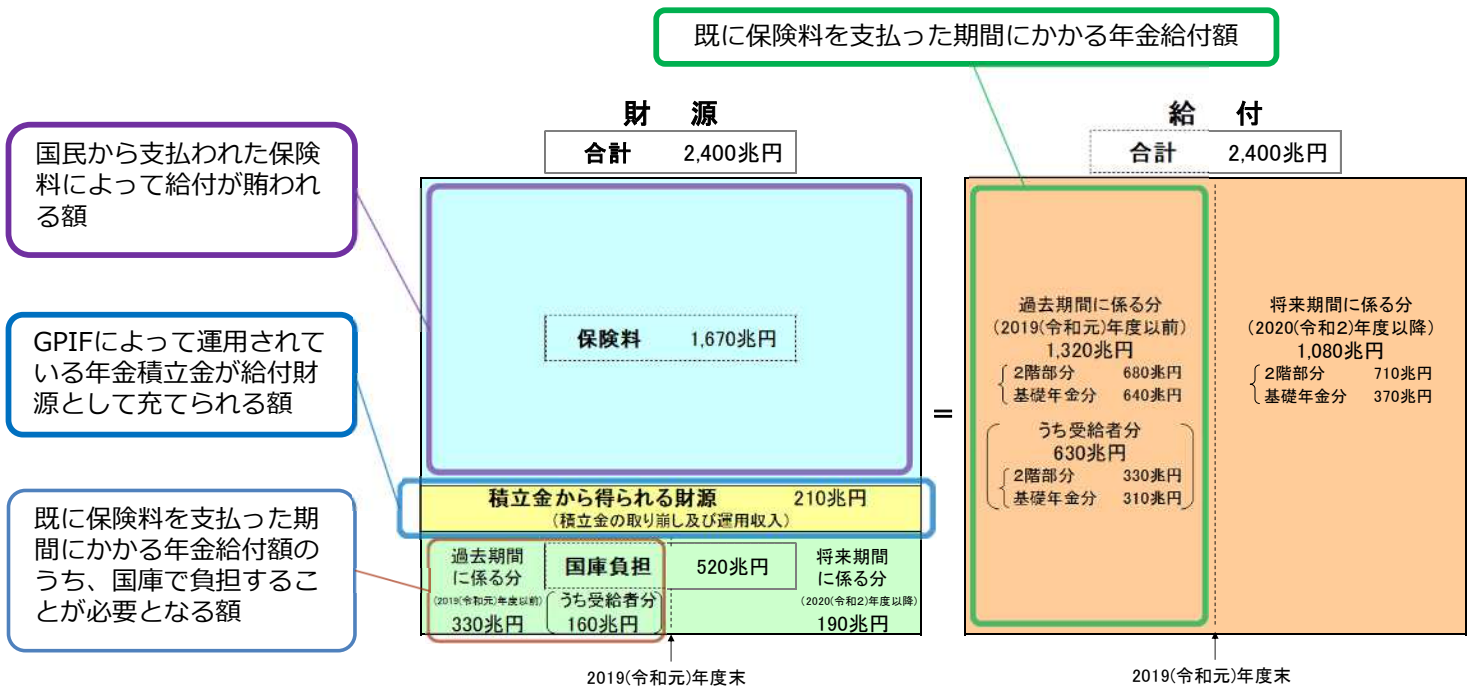 既に保険料を支払った期間にかかる年金給付額
財 源
合計 2,400兆円
給 付
合計 2,400兆円
国民から支払われた保険
料によって給付が賄われ
る額
GPIFによって運用されて
いる年金積立金が給付財
源として充てられる額
既に保険料を支払った期
間にかかる年金給付額の
うち、国庫で負担するこ
とが必要となる額
保険料 1,670兆円
積立金から得られる財源 210兆円
(積立金の取り崩し及び運用収入)
過去期間
に係る分
(2019(令和元)年度以前)
330兆円
国庫負担 520兆円
うち受給者分
160兆円
将来期間
に係る分
(2020(令和2)年度以降)
190兆円
2019(令和元)年度末
=
過去期間に係る分
(2019(令和元)年度以前)
1,320兆円
2階部分 680兆円
基礎年金分 640兆円
うち受給者分
630兆円
2階部分 330兆円
基礎年金分 310兆円
将来期間に係る分
(2020(令和2)年度以降)
1,080兆円
2階部分 710兆円
基礎年金分 370兆円
2019(令和元)年度末